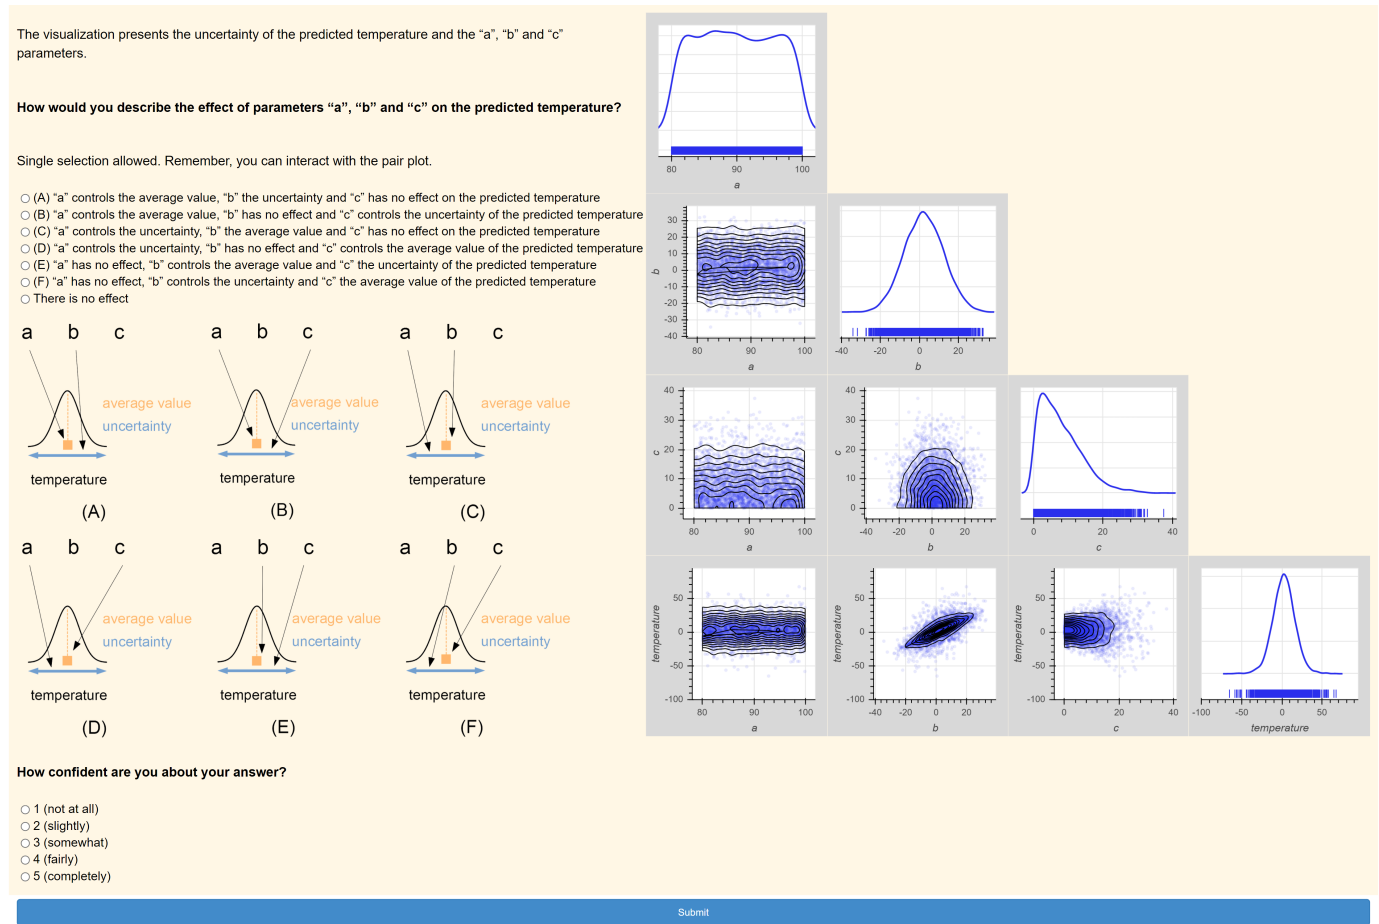 The visualization presents the uncertainty of the predicted temperature and the “a”, “b” and “c”
parameters.
How would you describe the effect of parameters “a”, “b” and “c” on the predicted temperature?
Single selection allowed. Remember, you can interact with the pair plot.
(A) “a” controls the average value, “b” the uncertainty and “c” has no effect on the predicted temperature
(B) “a” controls the average value, “b” has no effect and “c” controls the uncertainty of the predicted temperature
(C) “a” controls the uncertainty, “b” the average value and “c” has no effect on the predicted temperature
(D) “a” controls the uncertainty, “b” has no effect and “c” controls the average value of the predicted temperature
(E) “a” has no effect, “b” controls the average value and “c” the uncertainty of the predicted temperature
(F) “a” has no effect, “b” controls the uncertainty and “c” the average value of the predicted temperature
There is no effect
a b c
average value
uncertainty
temperature
(A)
a b c
average value
uncertainty
temperature
(B)
a b c
average value
uncertainty
temperature
(C)
a b c
average value
uncertainty
temperature
(D)
a b c
average value
uncertainty
temperature
(E)
a b c
average value
uncertainty
temperature
(F)
How confident are you about your answer?
1 (not at all)
2 (slightly)
3 (somewhat)
4 (fairly)
5 (completely)
Submit
80 90 100
a
30
20
10
0
-10
-20
-30
-40
b
80 90 100
a
-40 -20 0 20
b
40
30
20
10
0
c
80 90 100
a
40
30
20
10
0
c
-40 -20 0 20
b
0 20 40
c
50
0
-50
-100
temperature
80 90 100
a
50
0
-50
-100
temperature
-40 -20 0 20
b
50
0
-50
-100
temperature
0 20 40
c
-100 -50 0 50
temperature